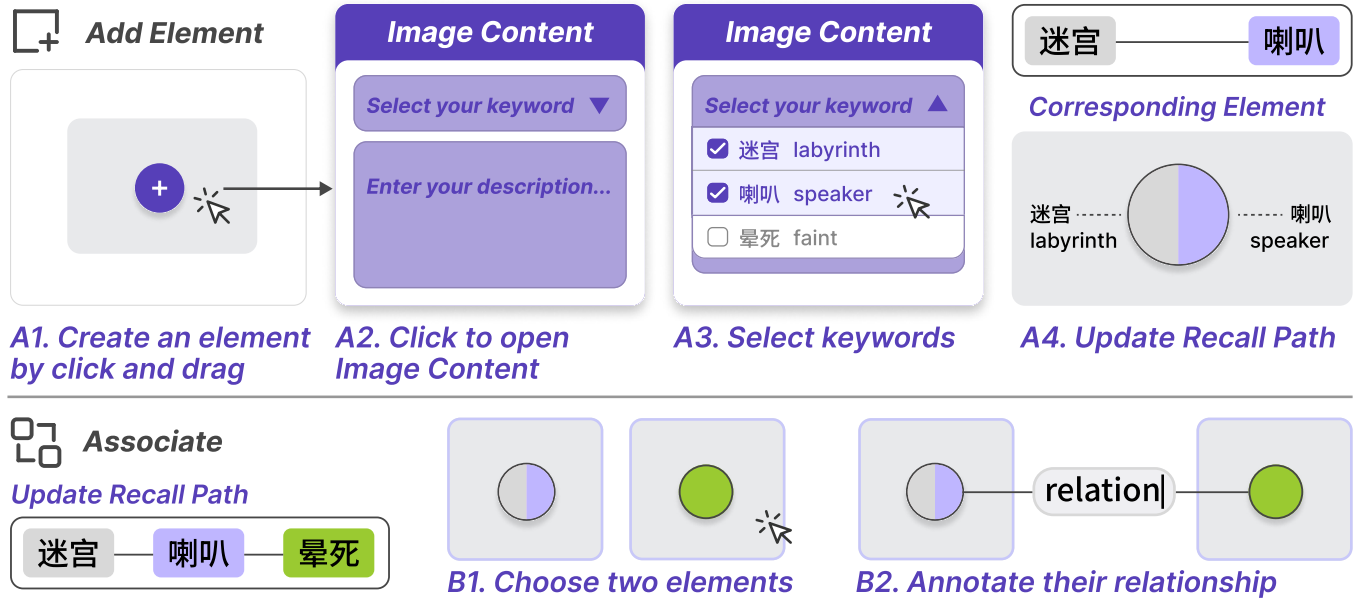 Add Element
Image Content
Select your keyword
Enter your description...
Image Content
Select your keyword
迷宫 labyrinth
喇叭 speaker
晕死 faint
迷宫 喇叭
Corresponding Element
迷宫
labyrinth
喇叭
speaker
A1. Create an element
by click and drag
A2. Click to open
Image Content
A3. Select keywords
A4. Update Recall Path
Associate
Update Recall Path
迷宫 喇叭 晕死
B1. Choose two elements
relation
B2. Annotate their relationship